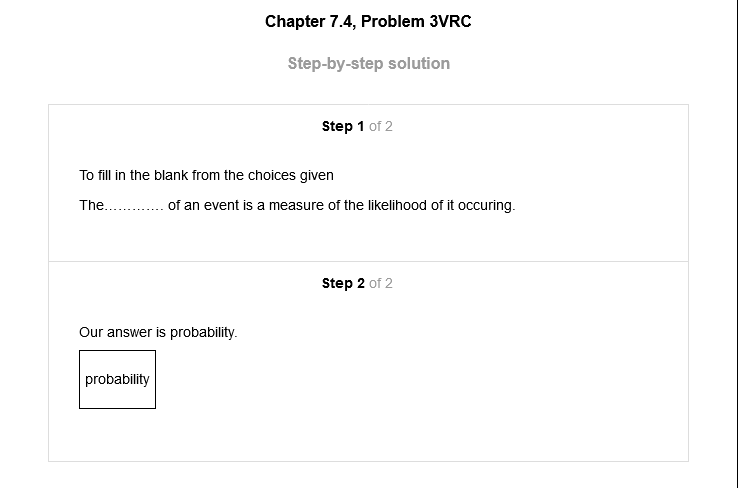 Chapter 7.4, Problem 3VRC
Step-by-step solution
Step 1 of 2
To fill in the blank from the choices given
The............. of an event is a measure of the likelihood of it occuring.
Step 2 of 2
Our answer is probability.
probability